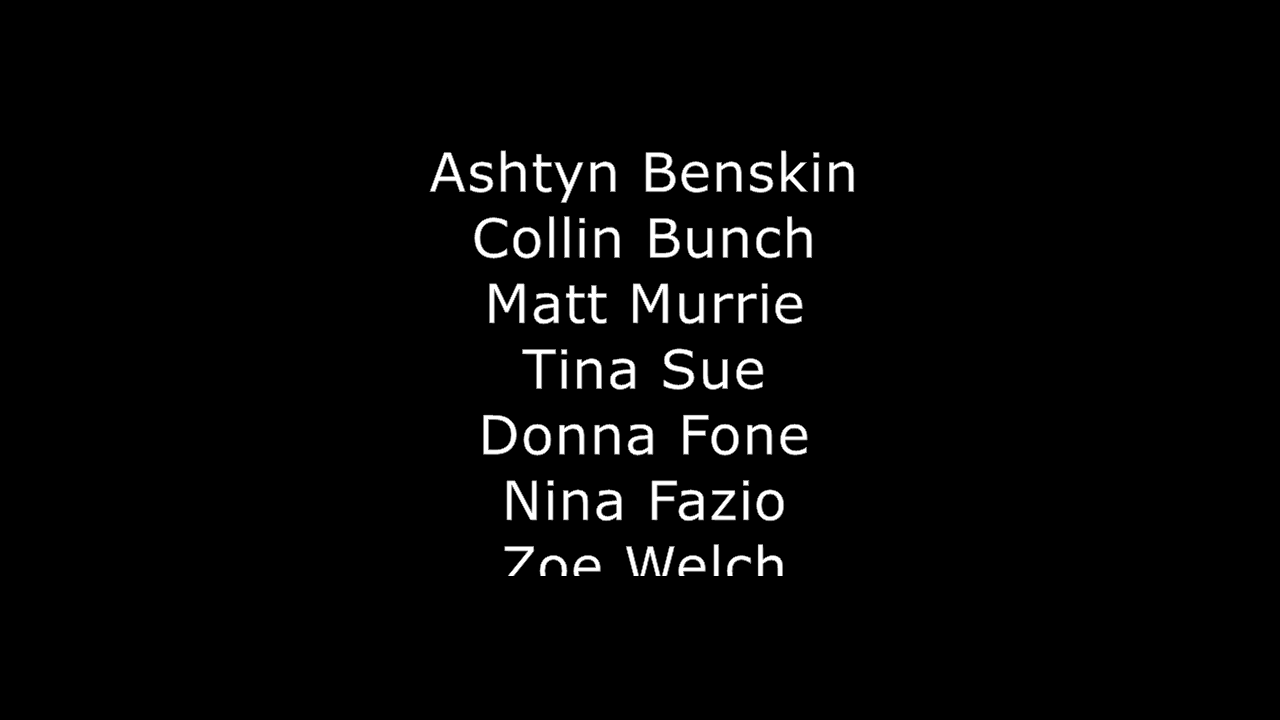 Ashtyn Benskin
Collin Bunch
Matt Murrie
Tina Sue
Donna Fone
Nina Fazio
Zoe Welch